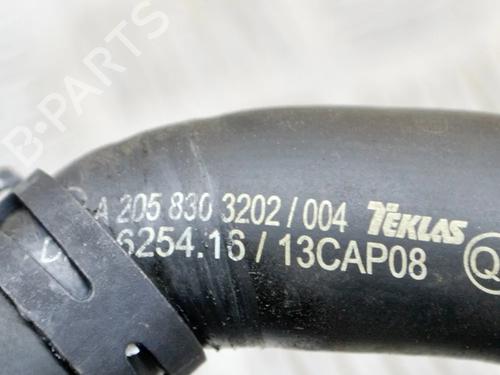 A 205 830 3202 / 004 TEKLAS
6254.16 / 13CAP08 Q
B-PARTS